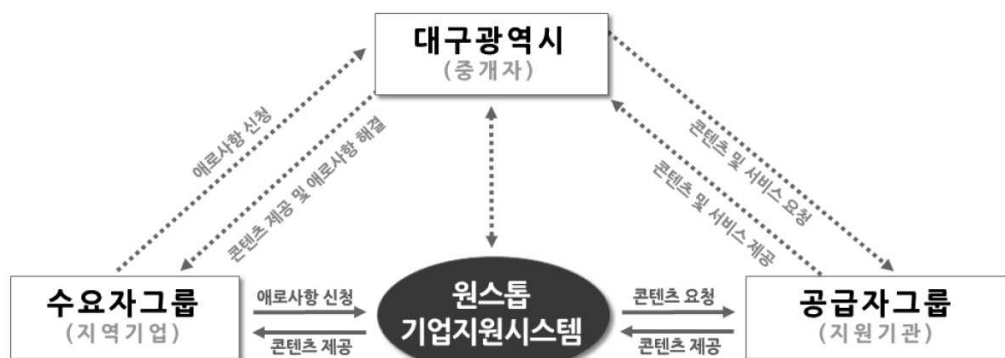 대구광역시
(중개자)
애로사항 신청
콘텐츠 제공 및 애로사항 해결
콘텐츠 및 서비스 요청
콘텐츠 및 서비스 제공
수요자그룹
(지역기업)
애로사항 신청
콘텐츠 제공
원스톱
기업지원시스템
콘텐츠 요청
콘텐츠 제공
공급자그룹
(지원기관)